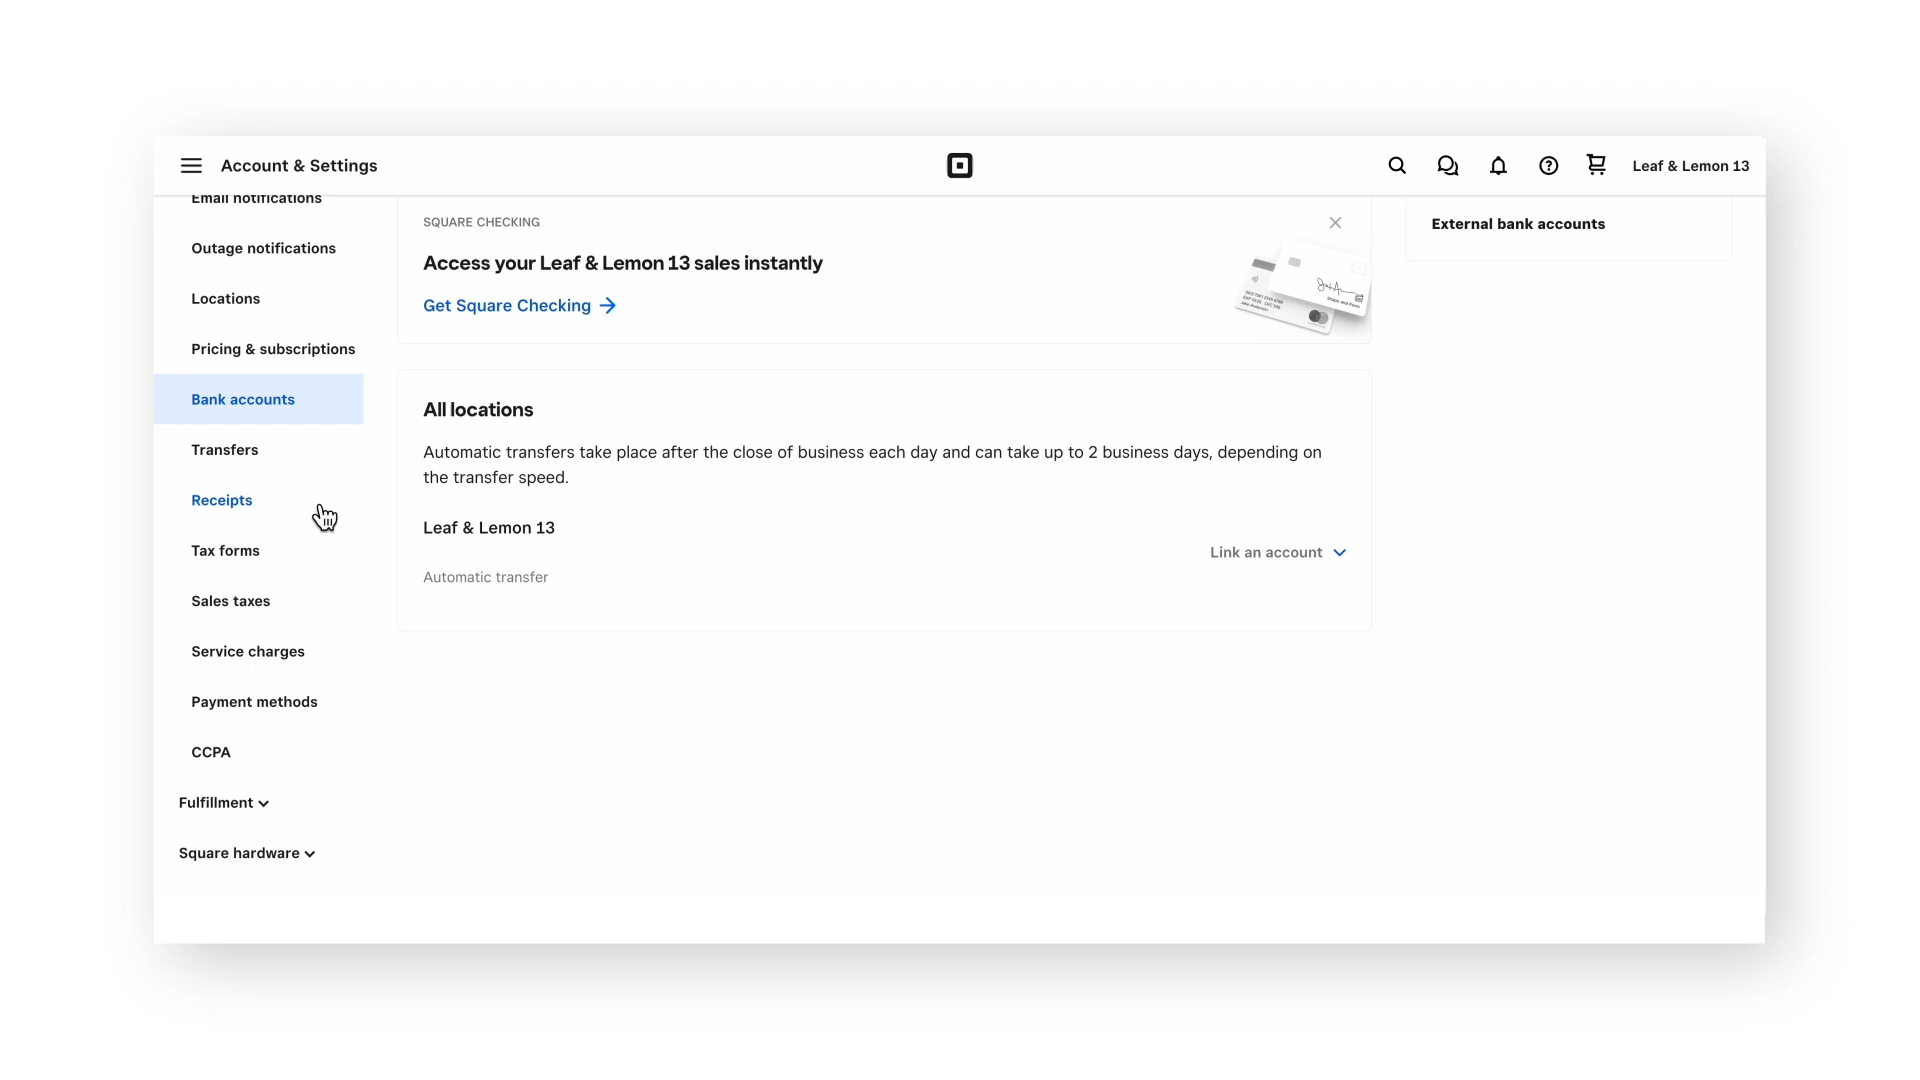 Account & Settings
Leaf & Lemon 13
Email notifications
Outage notifications
Locations
Pricing & subscriptions
Bank accounts
Transfers
Receipts
Tax forms
Sales taxes
Service charges
Payment methods
CCPA
Fulfillment
Square hardware
SQUARE CHECKING
Access your Leaf & Lemon 13 sales instantly
Get Square Checking
All locations
Automatic transfers take place after the close of business each day and can take up to 2 business days, depending on
the transfer speed.
Leaf & Lemon 13
Link an account
Automatic transfer
External bank accounts